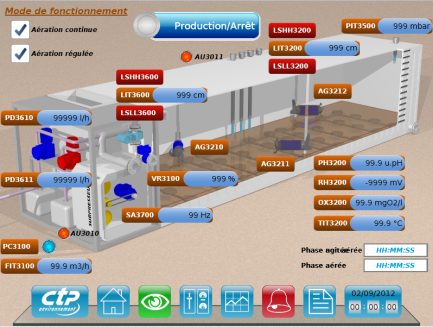 Mode de fonctionnement
Aération continue
Aération régulée
Production/Arrêt
AU3011
LSHH3200
PIT3500 999 mbar
LIT3200 999 cm
LSLL3200
LSHH3600
LIT3600 999 cm
LSLL3600
AG3212
PD3610 99999 l/h
AG3210
AG3211
PD3611 99999 l/h
VR3100 999 %
PH3200 99.9 u.pH
RH3200 -9999 mV
SA3700 99 Hz
OX3200 99.9 mgO2/l
TIT3200 99.9 °C
AU3010
PC3100
FIT3100 99.9 m3/h
Phase aérée HH:MM:SS
Phase aérée HH:MM:SS
ctp
environnement
02/09/2012
00 : 00 : 00